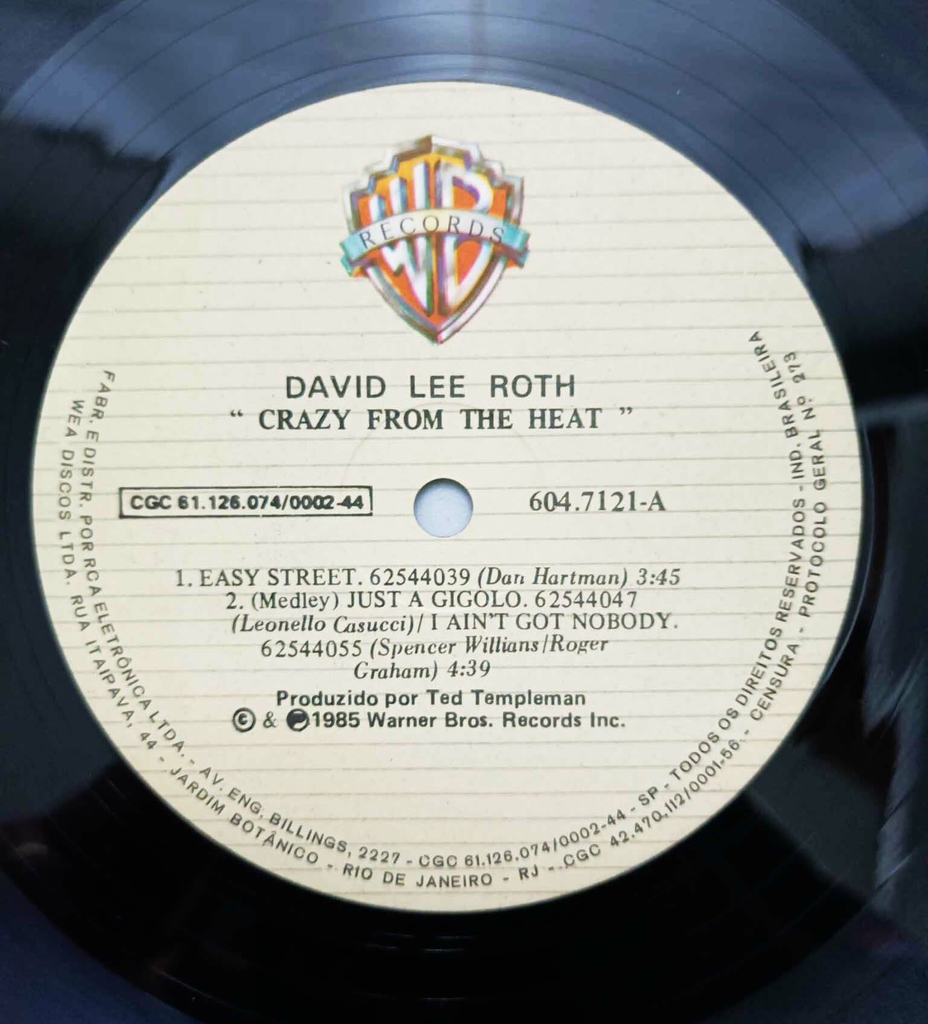 WB
RECORDS
DAVID LEE ROTH
“ CRAZY FROM THE HEAT ”
CGC 61.126.074/0002-44
604.7121-A
1. EASY STREET. 62544039 (Dan Hartman) 3:45
2. (Medley) JUST A GIGOLO. 62544047
(Leonello Casucci)/ I AIN'T GOT NOBODY.
62544055 (Spencer Willians/Roger
Graham) 4:39
Produzido por Ted Templeman
© & ℗1985 Warner Bros. Records Inc.
FABR. E DISTR. POR RCA ELETRÔNICA LTDA. - AV. ENG. BILLINGS, 2227 - CGC 61.126.074/0002-44 - SP - TODOS OS DIREITOS RESERVADOS - IND. BRASILEIRA
WEA DISCOS LTDA. RUA ITAIPAVA, 44 - JARDIM BOTÂNICO - RIO DE JANEIRO - RJ - CGC 42.470.112/0001-56 - CENSURA - PROTOCOLO GERAL Nº 273